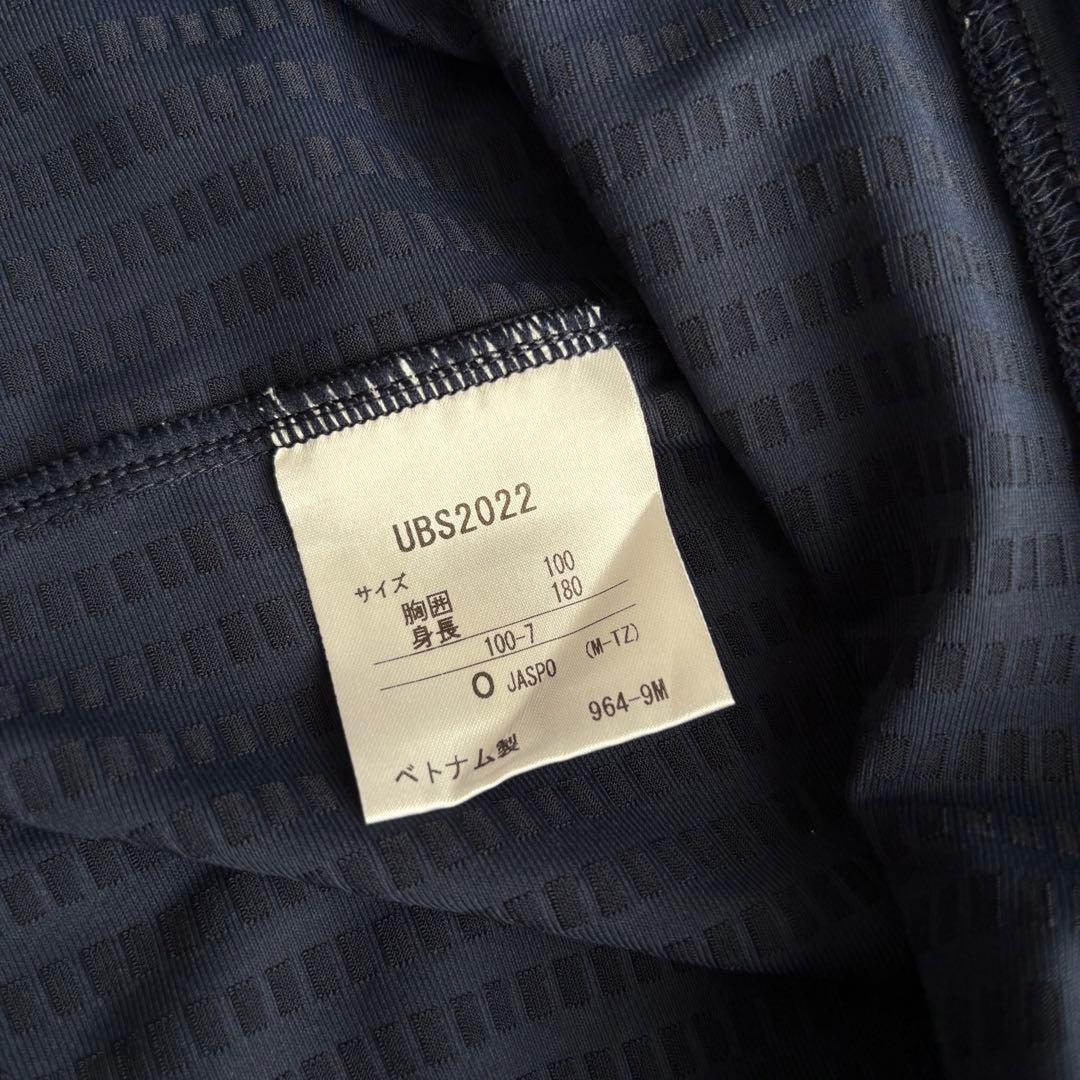 UBS2022
サイズ
胸囲 100
身長 180
100-7
O JASPO (M-TZ)
964-9M
ベトナム製